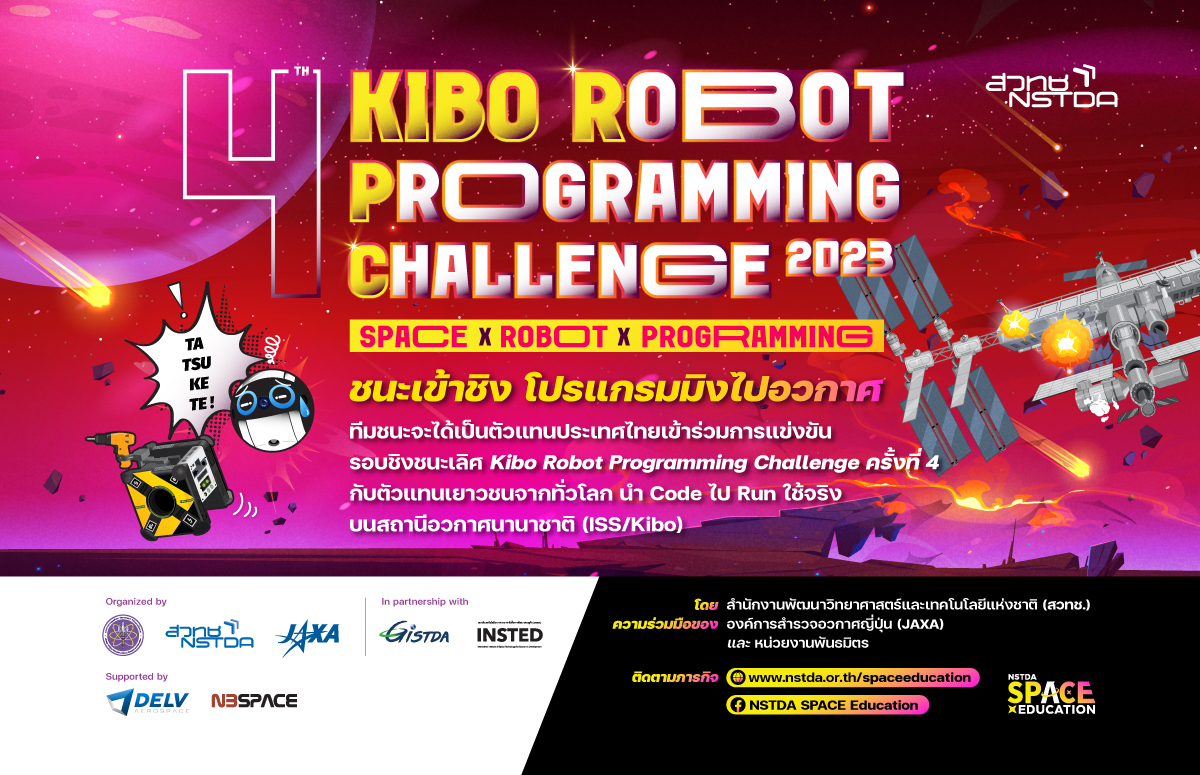 4TH
KIBO ROBOT
PROGRAMMING
CHALLENGE 2023
สวทช
NSTDA
SPACE X ROBOT X PROGRAMMING
ชนะเข้าชิง โปรแกรมมิงไปอวกาศ
ทีมชนะจะได้เป็นตัวแทนประเทศไทยเข้าร่วมการแข่งขัน
รอบชิงชนะเลิศ Kibo Robot Programming Challenge ครั้งที่ 4
กับตัวแทนเยาวชนจากทั่วโลก นำ Code ไป Run ใช้จริง
บนสถานีอวกาศนานาชาติ (ISS/Kibo)
!
TA
TSU
KE
TE!
Organized by
สวทช
NSTDA
JAXA
In partnership with
GISTDA
INSTED
Supported by
DELV
AEROSPACE
NBSPACE
โดย สำนักงานพัฒนาวิทยาศาสตร์และเทคโนโลยีแห่งชาติ (สวทช.)
ความร่วมมือของ องค์การสำรวจอวกาศญี่ปุ่น (JAXA)
และ หน่วยงานพันธมิตร
ติดตามภารกิจ www.nstda.or.th/spaceeducation
NSTDA SPACE Education
NSTDA
SPACE
EDUCATION